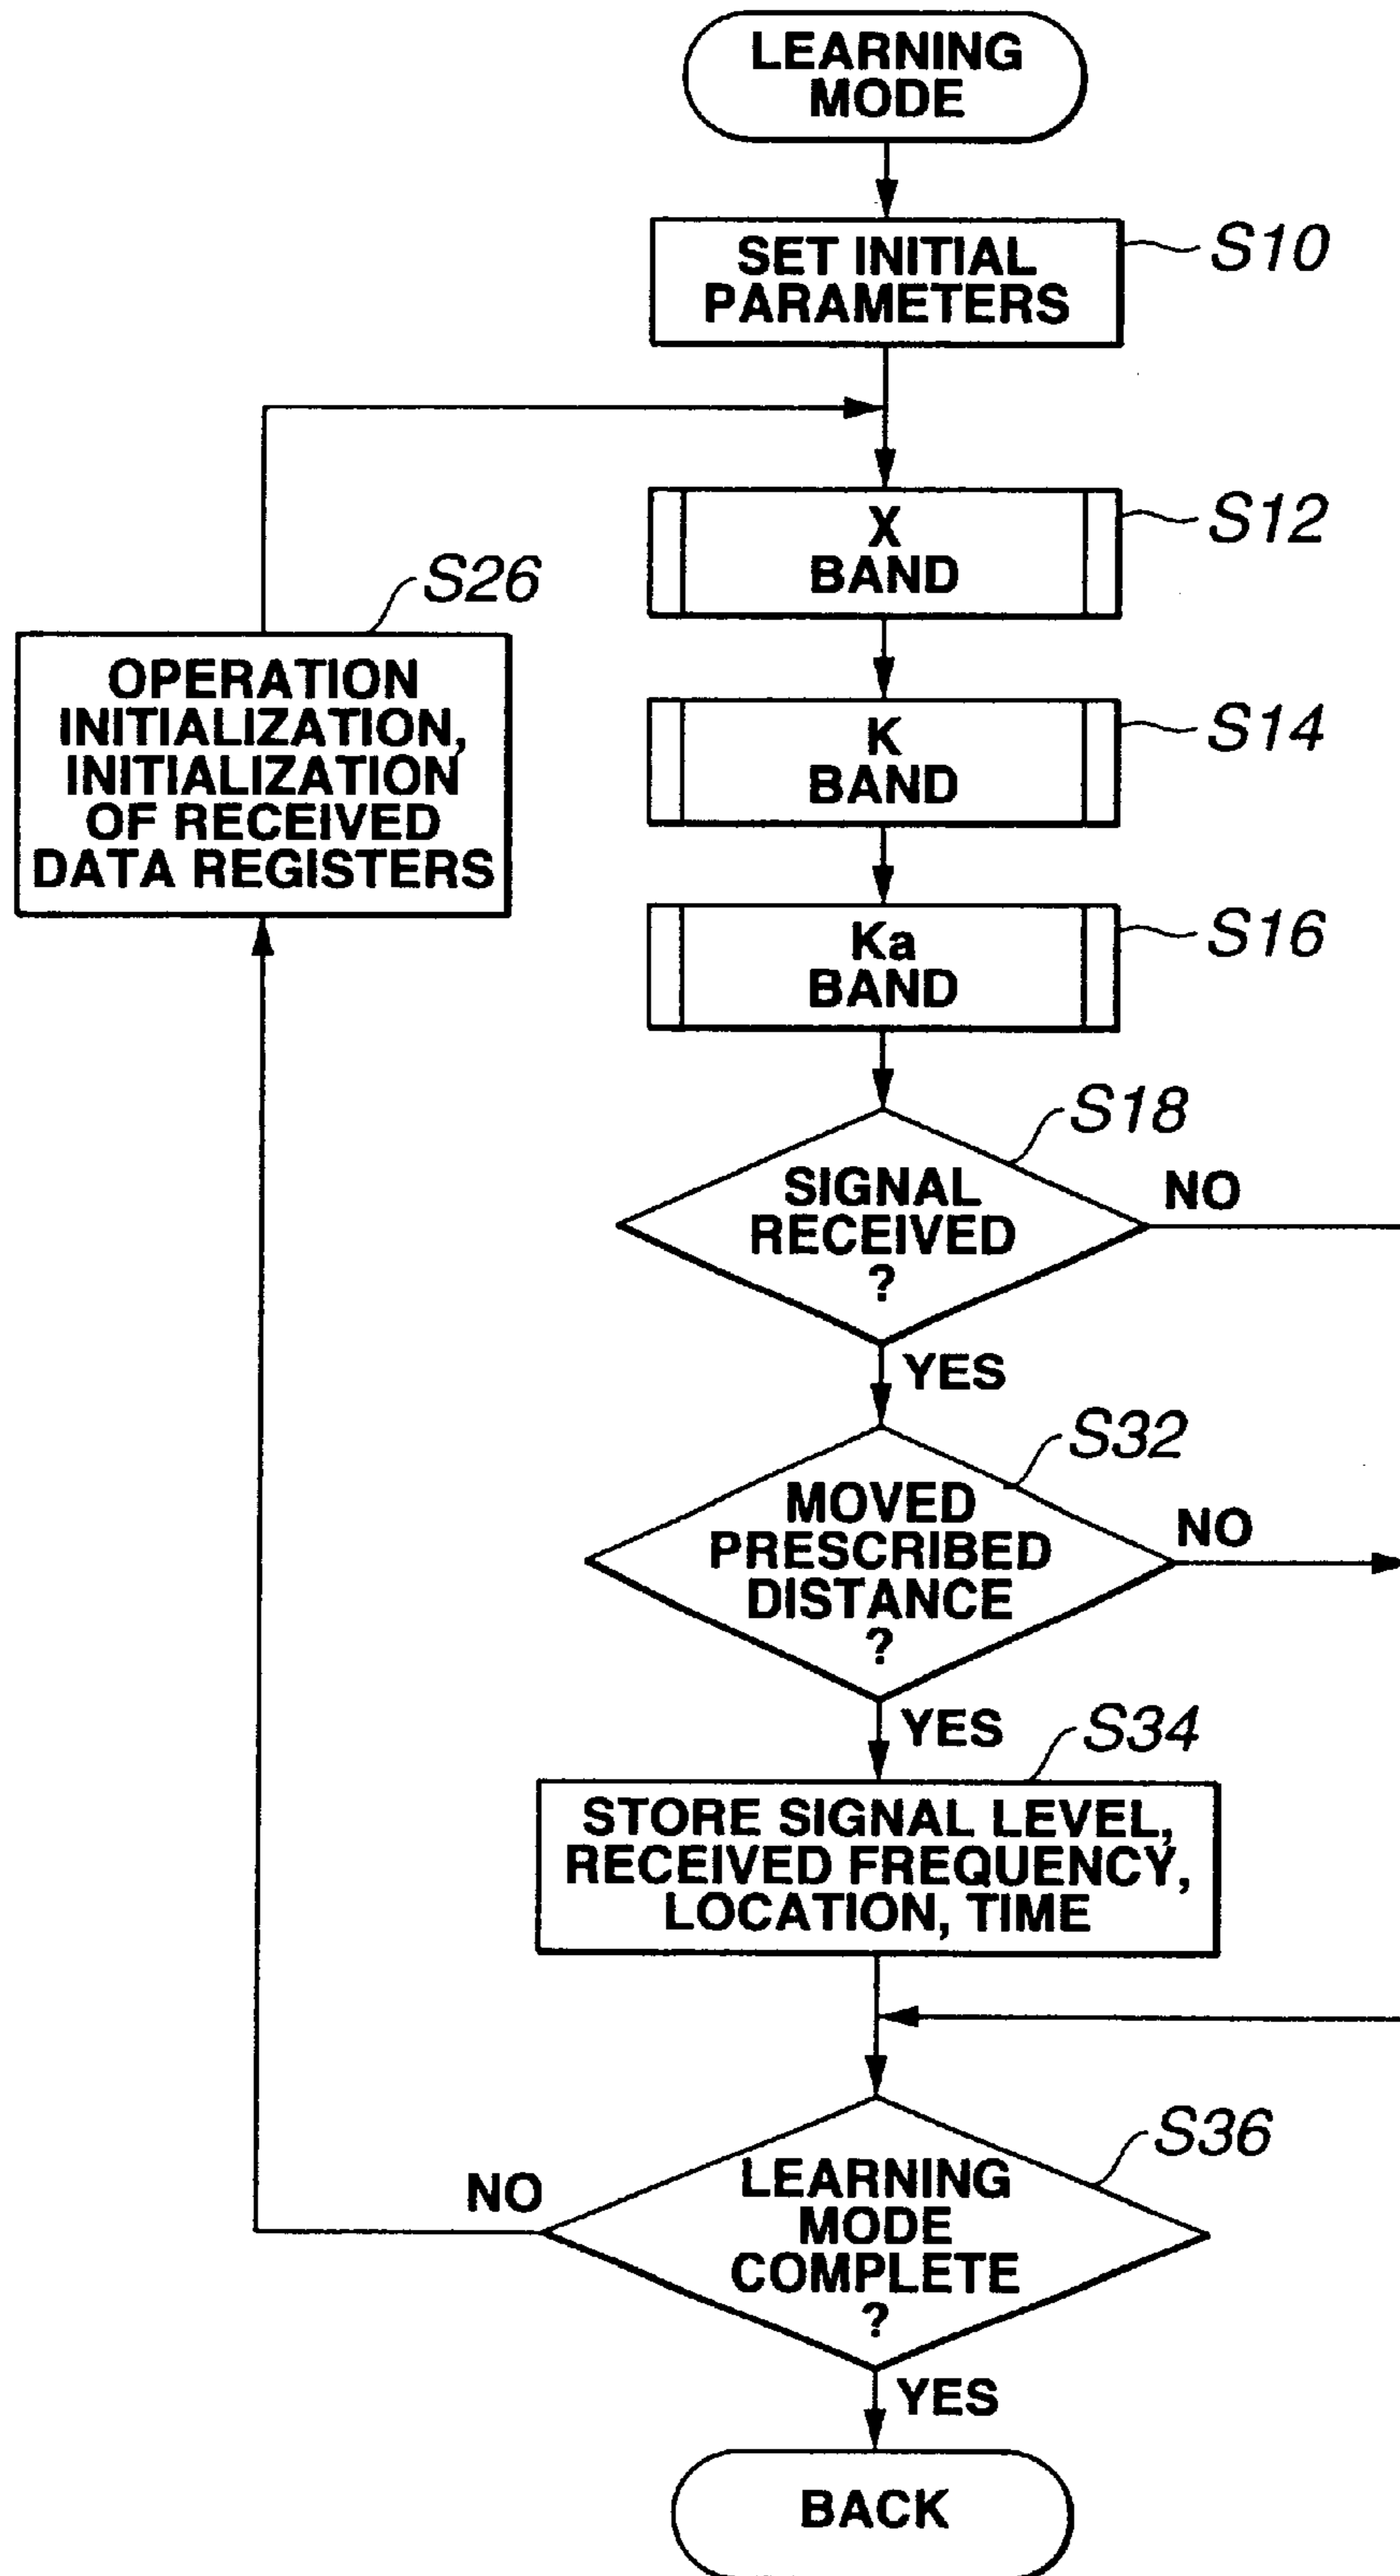 LEARNING
MODE
SET INITIAL
PARAMETERS
S10
X
BAND
S12
S26
OPERATION
INITIALIZATION,
INITIALIZATION
OF RECEIVED
DATA REGISTERS
K
BAND
S14
Ka
BAND
S16
S18
SIGNAL
RECEIVED
?
NO
YES
S32
MOVED
PRESCRIBED
DISTANCE
?
NO
YES
S34
STORE SIGNAL LEVEL,
RECEIVED FREQUENCY,
LOCATION, TIME
S36
LEARNING
MODE
COMPLETE
?
NO
YES
BACK